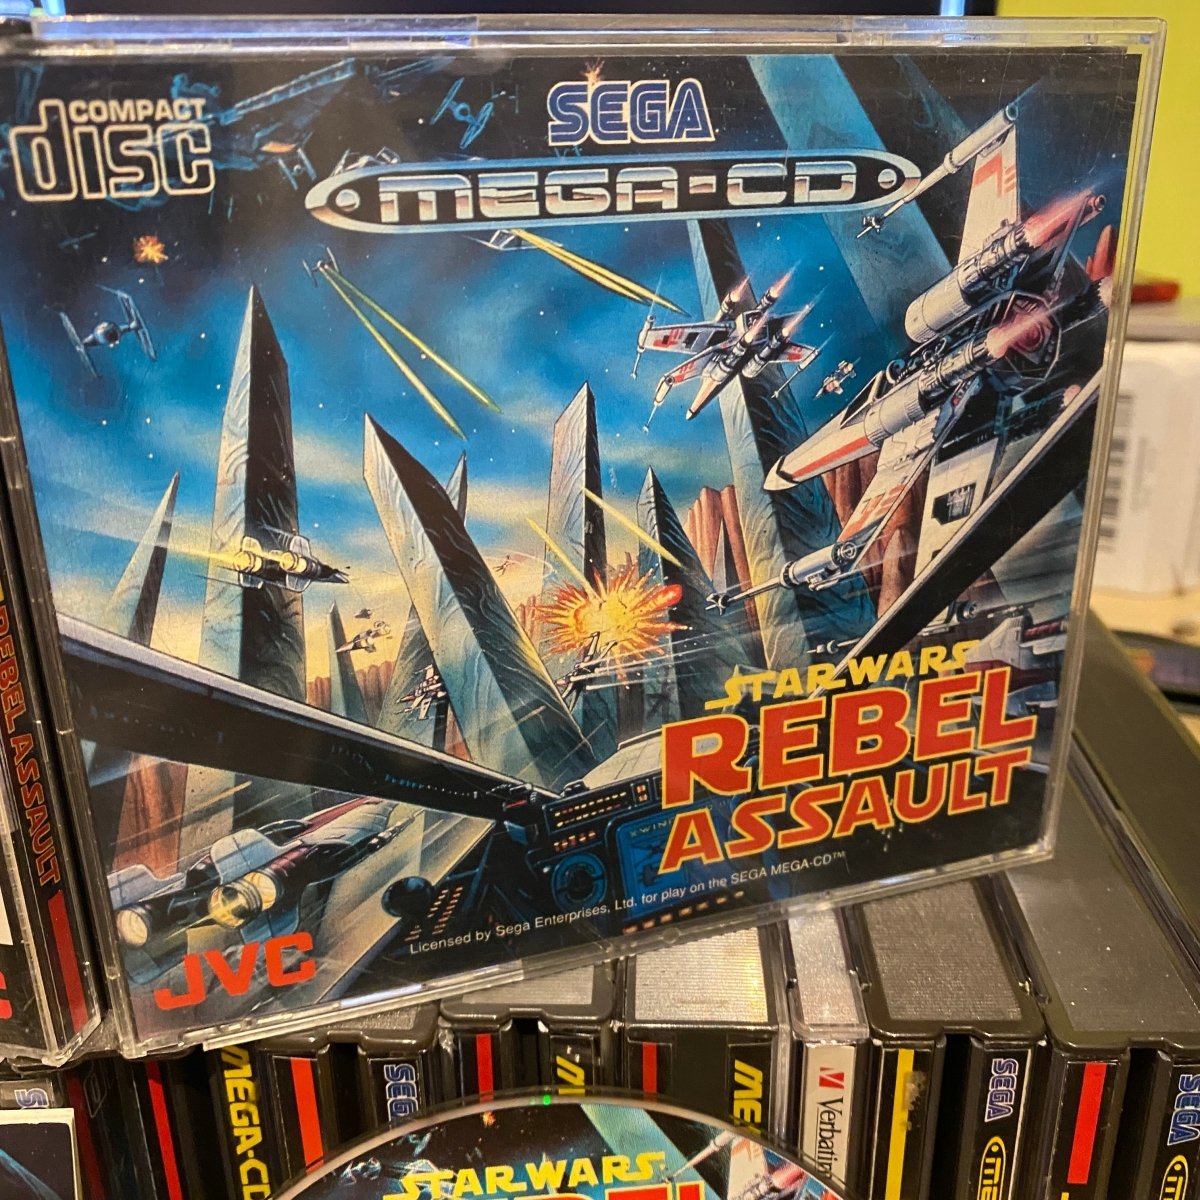 COMPACT
disc
SEGA
MEGA-CD
STAR WARS
REBEL
ASSAULT
Licensed by Sega Enterprises, Ltd. for play on the SEGA MEGA-CD™
JVC
REBEL ASSAULT
MEGA-CD
SEGA
Verbatim
SEGA
SEGA
STAR WARS
REBEL